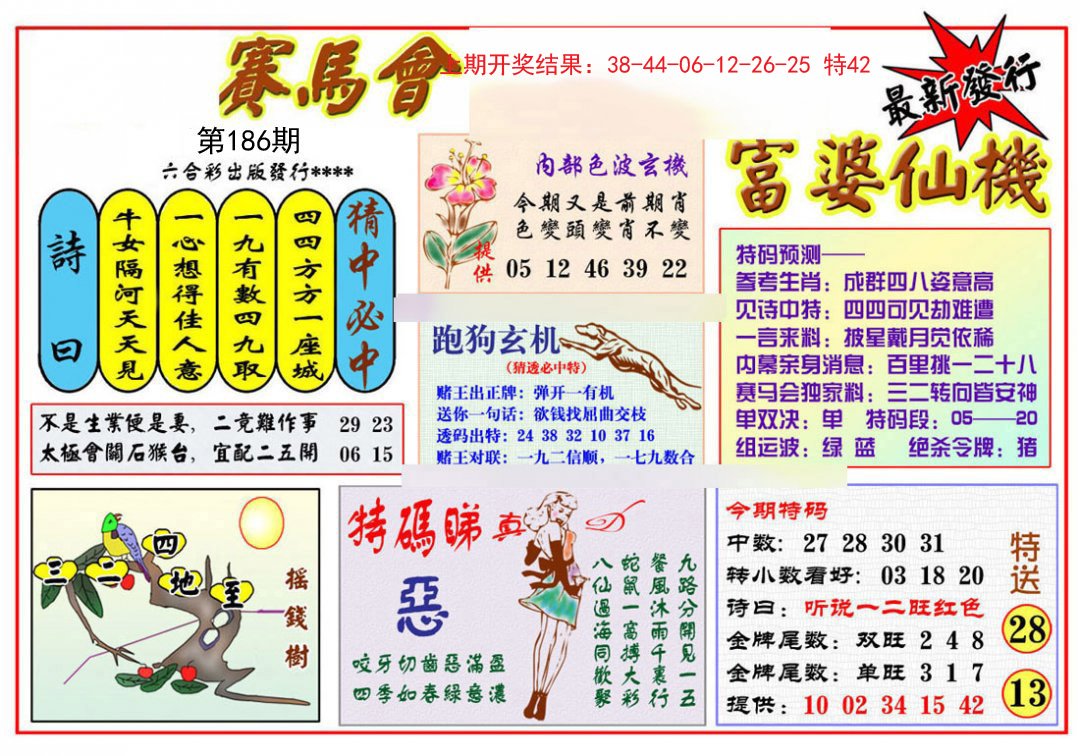 賽馬會
上期开奖结果：38-44-06-12-26-25 特42
最新發行
第186期
六合彩出版發行****
富婆仙機
詩曰
牛女隔河天天見
一心想得佳人意
一九有數四九取
四四方方一座城
猜中必中
不是生業便是要，二竟雞作事 29 23
太極會關石猴台，宜配二五開 06 15
內部色波玄機
今期又是前期肖
色變頭變肖不變
提供
05 12 46 39 22
跑狗玄机
（猜透必中特）
赌王出正牌：弹开一有机
送你一句话：欲钱找屈曲交枝
透码出特：24 38 32 10 37 16
赌王对联：一九二信顺，一七九数合
特码预测——
参考生肖：成群四八姿意高
见诗中特：四四可见劫难遭
一言来料：披星戴月觉依稀
内幕亲身消息：百里挑一二十八
赛马会独家料：三二转向皆安神
单双决：单 特码段：05——20
组运波：绿 蓝 绝杀令牌：猪
三二四地至
搖錢樹
特碼睇真D
惡
咬牙切齒惡滿盈
四季如春綠意濃
九路分開見一五
餐風沐雨千裏行
蛇鼠一窩搏大彩
八仙過海同歡聚
今期特码
中数：27 28 30 31
转小数看好：03 18 20
诗曰：听说一二旺红色
金牌尾数：双旺 2 4 8
金牌尾数：单旺 3 1 7
提供：10 02 34 15 42
特送
28
13